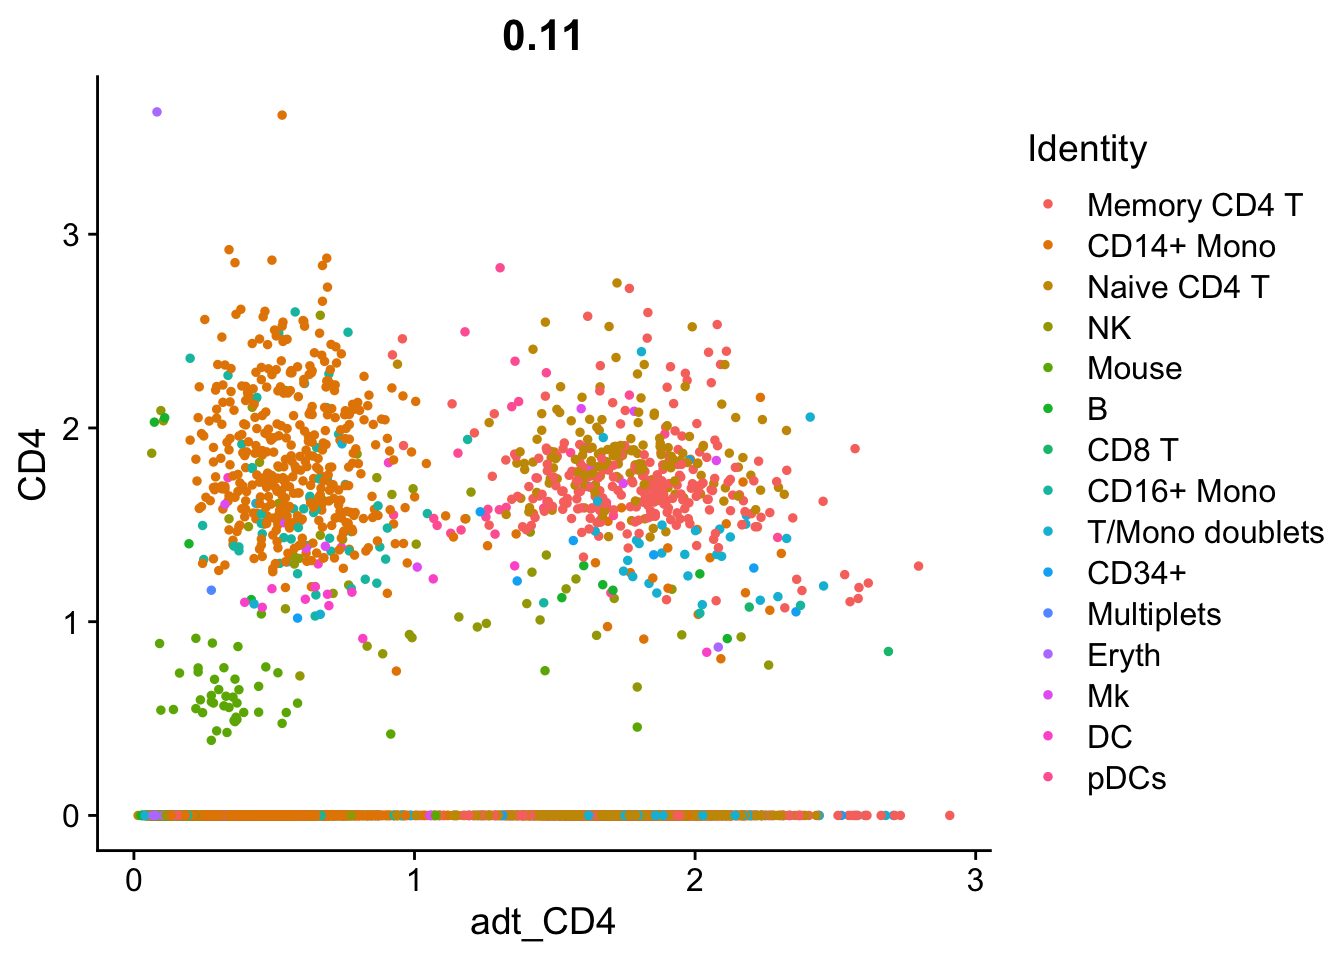 0.11
CD4
3
2
1
0
0
1
2
3
adt_CD4
Identity
Memory CD4 T
CD14+ Mono
Naive CD4 T
NK
Mouse
B
CD8 T
CD16+ Mono
T/Mono doublets
CD34+
Multiplets
Eryth
Mk
DC
pDCs